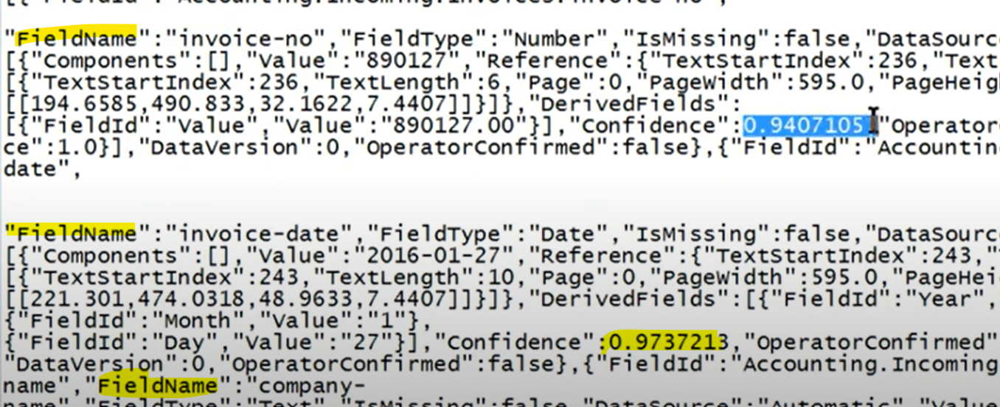 [{"FieldId":"Accounting.Incoming.Invoices.invoice-no",
"FieldName":"invoice-no","FieldType":"Number","IsMissing":false,"DataSourc
[{"Components":[],"Value":"890127","Reference":{"TextStartIndex":236,"Text
[{"TextStartIndex":236,"TextLength":6,"Page":0,"PageWidth":595.0,"PageHeig
[[194.6585,490.833,32.1622,7.4407]]}]},"DerivedFields":
[{"FieldId":"Value","Value":"890127.00"}],"Confidence":0.9407105 "Operator
ce":1.0}],"DataVersion":0,"OperatorConfirmed":false},{"FieldId":"Accountin
date",
"FieldName":"invoice-date","FieldType":"Date","IsMissing":false,"DataSourc
[{"Components":[],"Value":"2016-01-27","Reference":{"TextStartIndex":243,"
[{"TextStartIndex":243,"TextLength":10,"Page":0,"PageWidth":595.0,"PageHei
[[221.301,474.0318,48.9633,7.4407]]}]},"DerivedFields":[{"FieldId":"Year",
{"FieldId":"Month","Value":"1"},
{"FieldId":"Day","Value":"27"}],"Confidence":0.9737213,"OperatorConfirmed"
"DataVersion":0,"OperatorConfirmed":false},{"FieldId":"Accounting.Incoming
name","FieldName":"company-
name","FieldType":"Text","IsMissing":false,"DataSource":"Automatic","Value